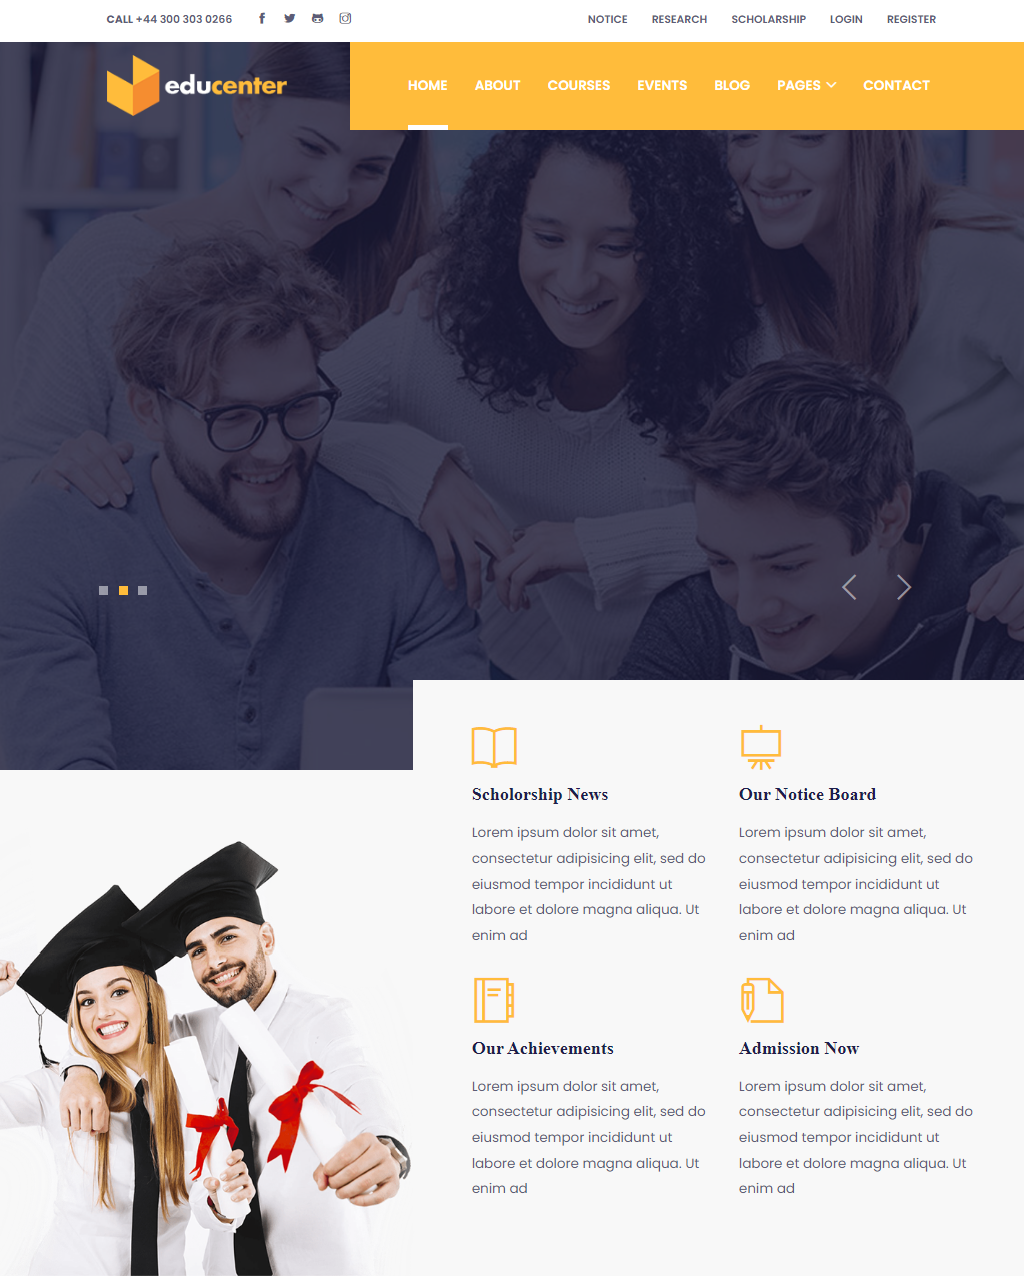 CALL +44 300 303 0266
NOTICE RESEARCH SCHOLARSHIP LOGIN REGISTER
educenter
HOME ABOUT COURSES EVENTS BLOG PAGES CONTACT
Scholorship News
Lorem ipsum dolor sit amet,
consectetur adipisicing elit, sed do
eiusmod tempor incididunt ut
labore et dolore magna aliqua. Ut
enim ad
Our Notice Board
Lorem ipsum dolor sit amet,
consectetur adipisicing elit, sed do
eiusmod tempor incididunt ut
labore et dolore magna aliqua. Ut
enim ad
Our Achievements
Lorem ipsum dolor sit amet,
consectetur adipisicing elit, sed do
eiusmod tempor incididunt ut
labore et dolore magna aliqua. Ut
enim ad
Admission Now
Lorem ipsum dolor sit amet,
consectetur adipisicing elit, sed do
eiusmod tempor incididunt ut
labore et dolore magna aliqua. Ut
enim ad